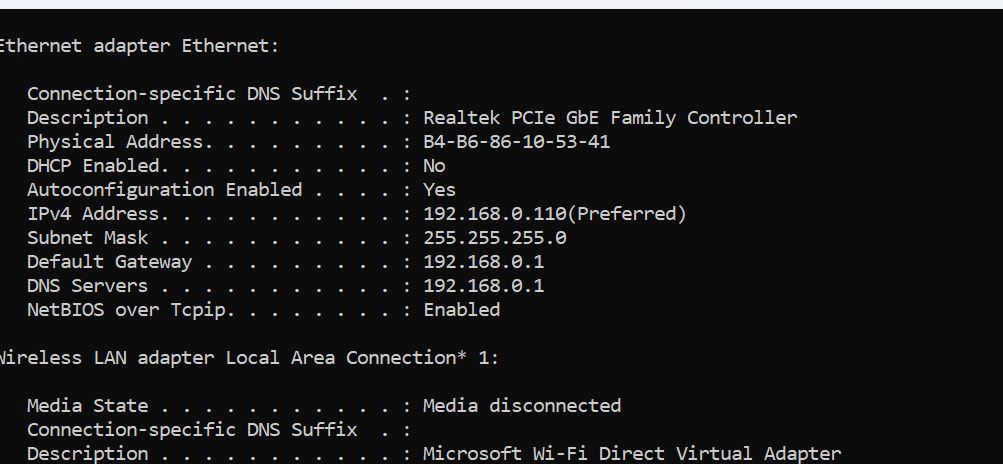 Ethernet adapter Ethernet:
Connection-specific DNS Suffix  . :
Description . . . . . . . . . . . : Realtek PCIe GbE Family Controller
Physical Address. . . . . . . . . : B4-B6-86-10-53-41
DHCP Enabled. . . . . . . . . . . : No
Autoconfiguration Enabled . . . . : Yes
IPv4 Address. . . . . . . . . . . : 192.168.0.110(Preferred)
Subnet Mask . . . . . . . . . . . : 255.255.255.0
Default Gateway . . . . . . . . . : 192.168.0.1
DNS Servers . . . . . . . . . . . : 192.168.0.1
NetBIOS over Tcpip. . . . . . . . : Enabled
Wireless LAN adapter Local Area Connection* 1:
Media State . . . . . . . . . . . : Media disconnected
Connection-specific DNS Suffix  . :
Description . . . . . . . . . . . : Microsoft Wi-Fi Direct Virtual Adapter